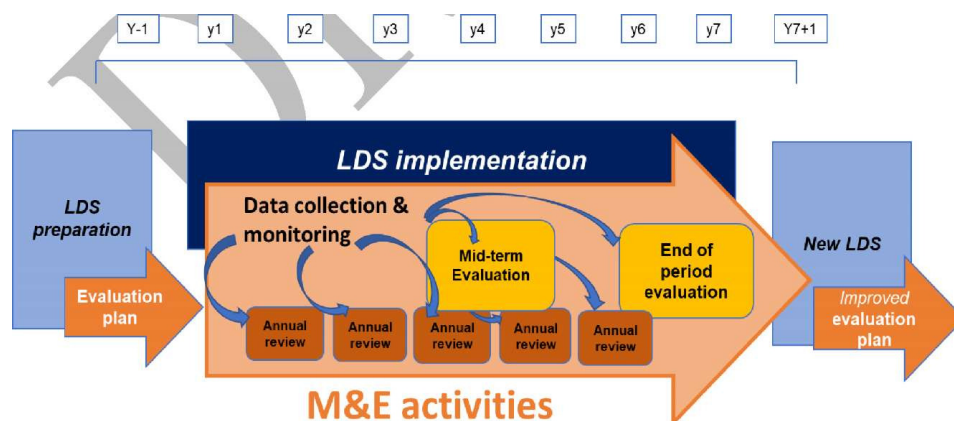 Y-1 y1 y2 y3 y4 y5 y6 y7 Y7+1
LDS implementation
LDS
preparation
Evaluation
plan
Data collection &
monitoring
Mid-term
Evaluation
End of
period
evaluation
Annual
review
Annual
review
Annual
review
Annual
review
Annual
review
M&E activities
New LDS
Improved
evaluation
plan